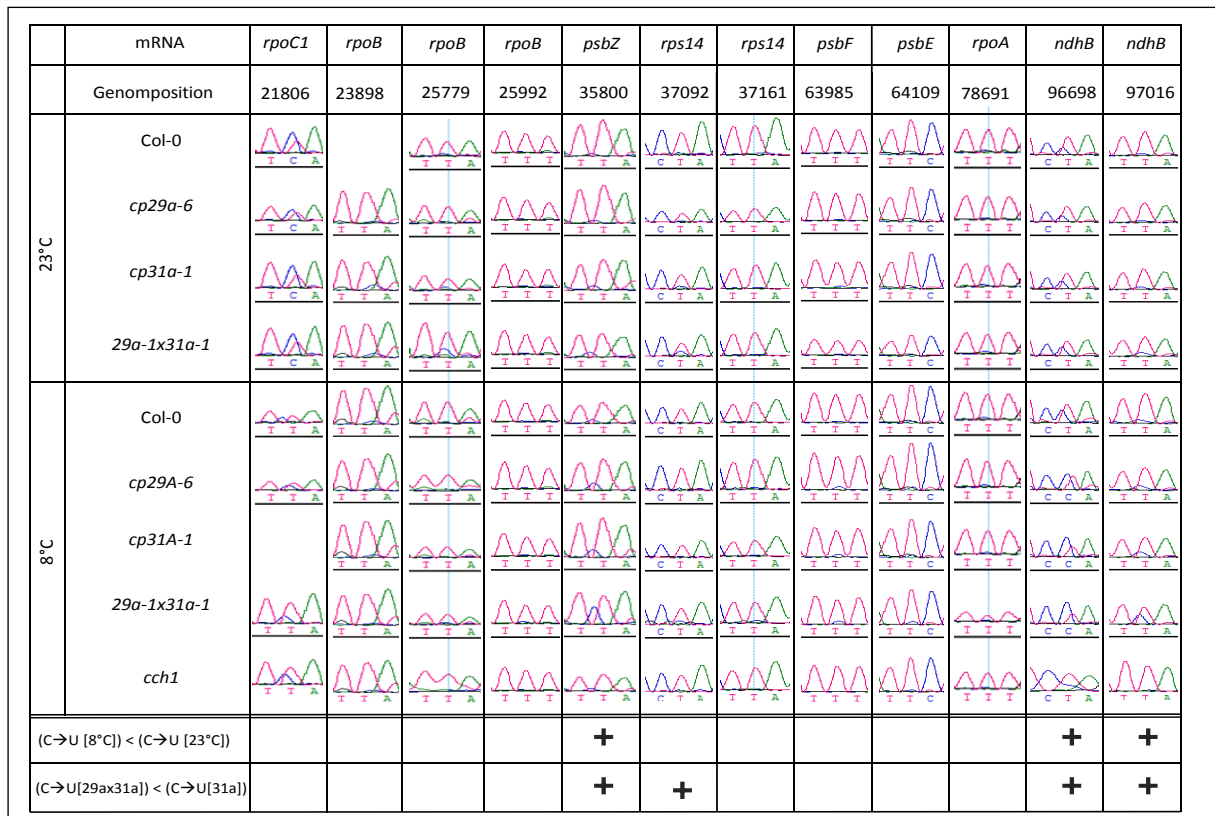 mRNA rpoC1 rpoB rpoB rpoB psbZ rps14 rps14 psbF psbE rpoA ndhB ndhB
Genomposition 21806 23898 25779 25992 35800 37092 37161 63985 64109 78691 96698 97016
23°C
Col-0
T C A T T A T T T T T A C T A T T A T T T T T C T T T C T A T T A
cp29a-6
T C A T T A T T A T T T T T A C T A T T A T T T T T C T T T C T A T T A
cp31a-1
T C A T T A T T A T T T T T A C T A T T A T T T T T C T T T C T A T T A
29a-1x31a-1
T C A T T A T T A T T T T T A C T A T T A T T T T T C T T T C T A T T A
8°C
Col-0
T T A T T A T T A T T T T T A C T A T T A T T T T T C T T T C T A T T A
cp29A-6
T T A T T A T T A T T T T T A C T A T T A T T T T T C T T T C C A T T A
cp31A-1
T T A T T A T T T T T A C T A T T A T T T T T C T T T C C A T T A
29a-1x31a-1
T T A T T A T T A T T T T T A C T A T T A T T T T T C T T T C C A T T A
cch1
T T A T T A T T A T T T T T A C T A T T A T T T T T C T T T C T A T T A
(C→U [8°C]) < (C→U [23°C]) + + +
(C→U[29ax31a]) < (C→U[31a]) + + + +